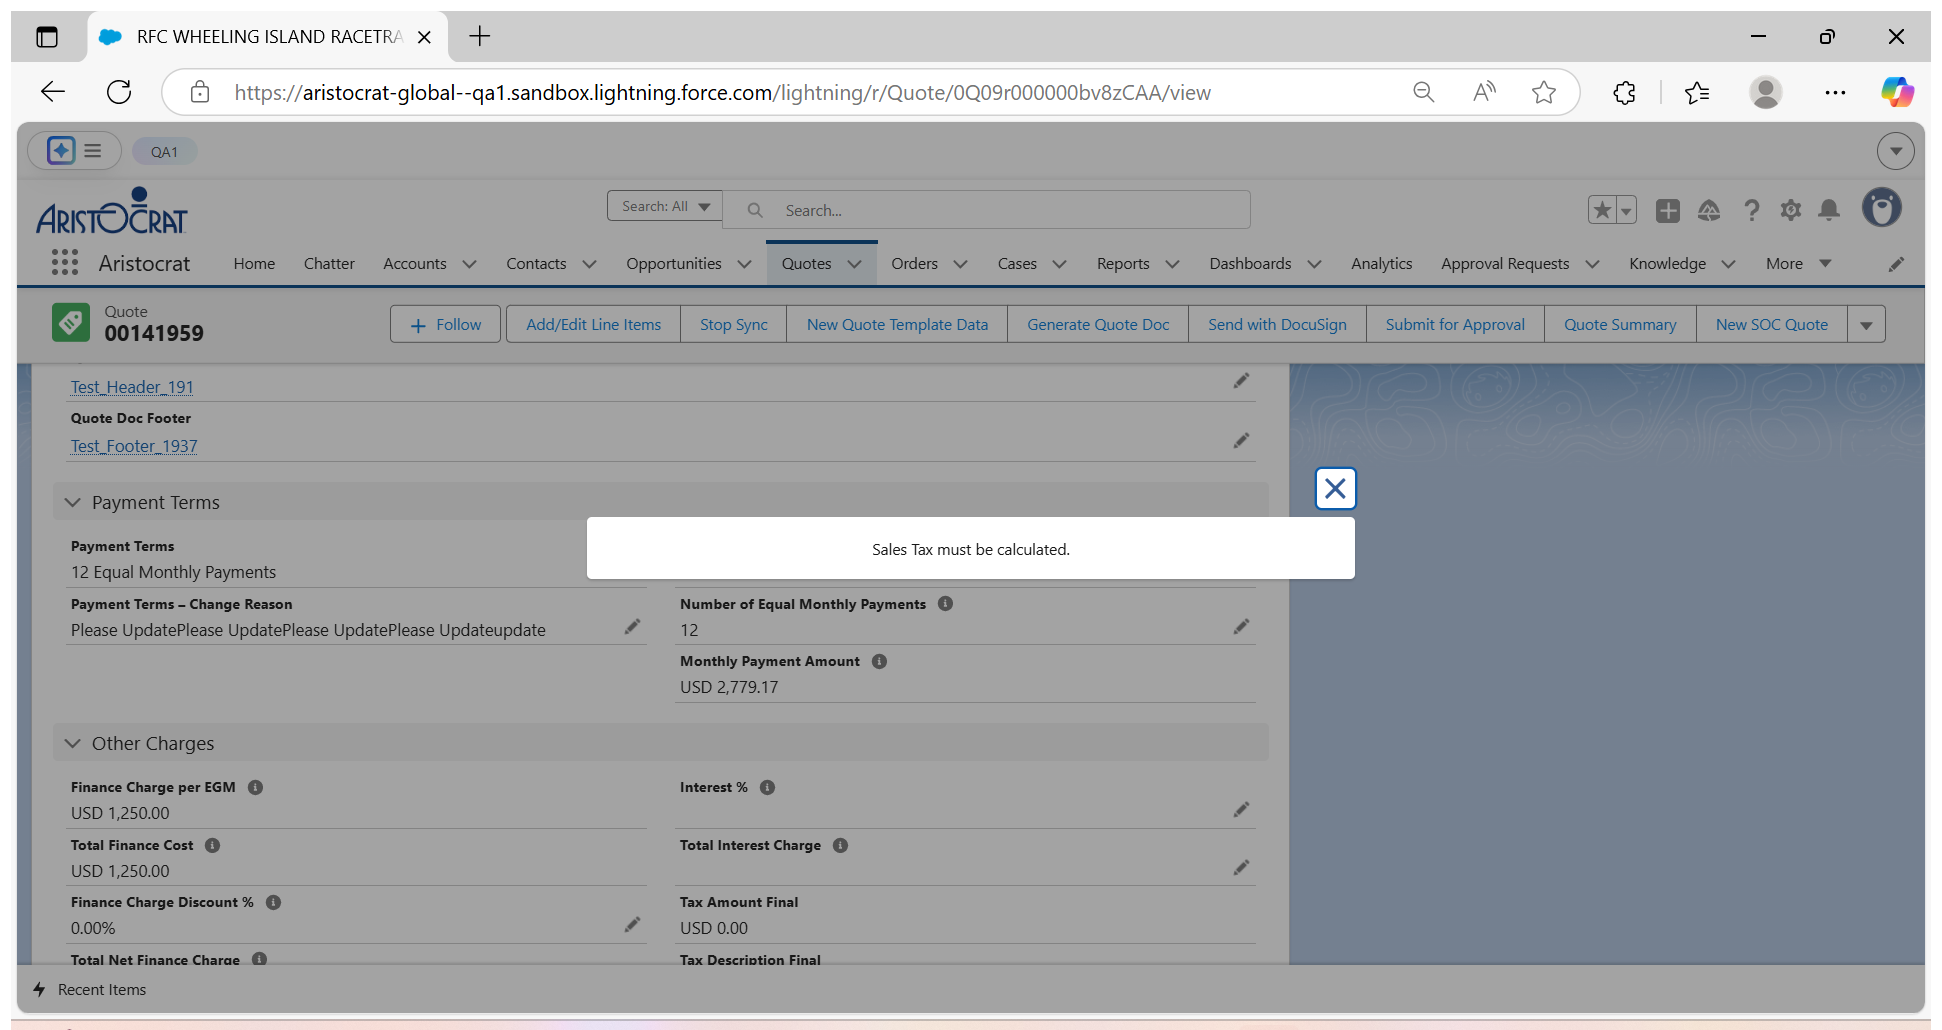 RFC WHEELING ISLAND RACETRA
https://aristocrat-global--qa1.sandbox.lightning.force.com/lightning/r/Quote/0Q09r000000bv8zCAA/view
QA1
ARISTOCRAT
Search: All
Search...
Aristocrat Home Chatter Accounts Contacts Opportunities Quotes Orders Cases Reports Dashboards Analytics Approval Requests Knowledge More
Quote
00141959
Follow Add/Edit Line Items Stop Sync New Quote Template Data Generate Quote Doc Send with DocuSign Submit for Approval Quote Summary New SOC Quote
Test_Header_191
Quote Doc Footer
Test_Footer_1937
Payment Terms
Sales Tax must be calculated.
Payment Terms
12 Equal Monthly Payments
Payment Terms – Change Reason
Please UpdatePlease UpdatePlease UpdatePlease Updateupdate
Number of Equal Monthly Payments
12
Monthly Payment Amount
USD 2,779.17
Other Charges
Finance Charge per EGM
USD 1,250.00
Interest %
Total Finance Cost
USD 1,250.00
Total Interest Charge
Finance Charge Discount %
0.00%
Tax Amount Final
USD 0.00
Total Net Finance Charge
Tax Description Final
Recent Items